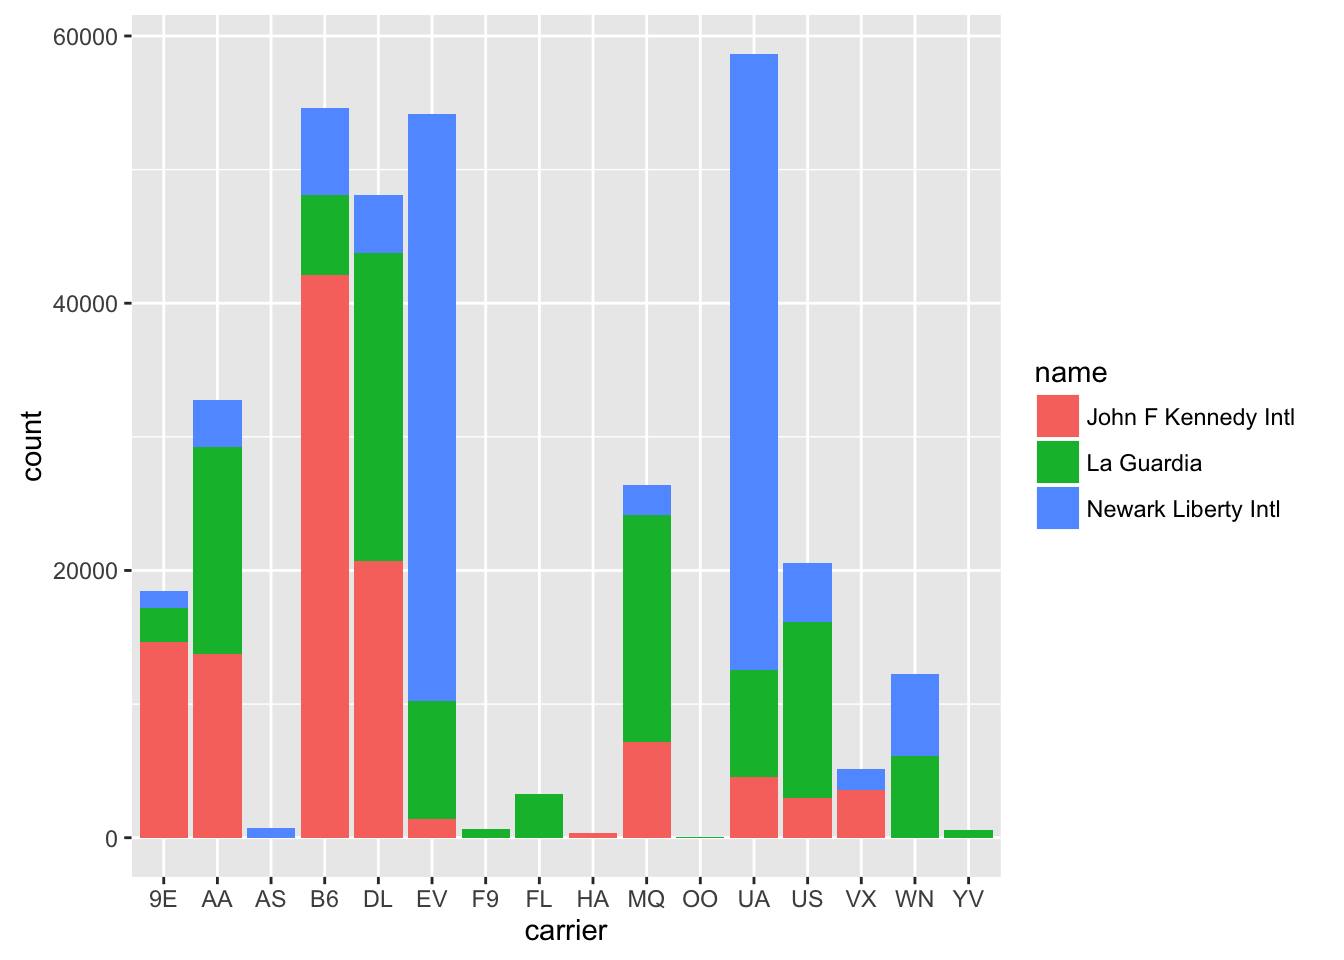 60000
40000
20000
0
count
9E AA AS B6 DL EV F9 FL HA MQ OO UA US VX WN YV
carrier
name
John F Kennedy Intl
La Guardia
Newark Liberty Intl